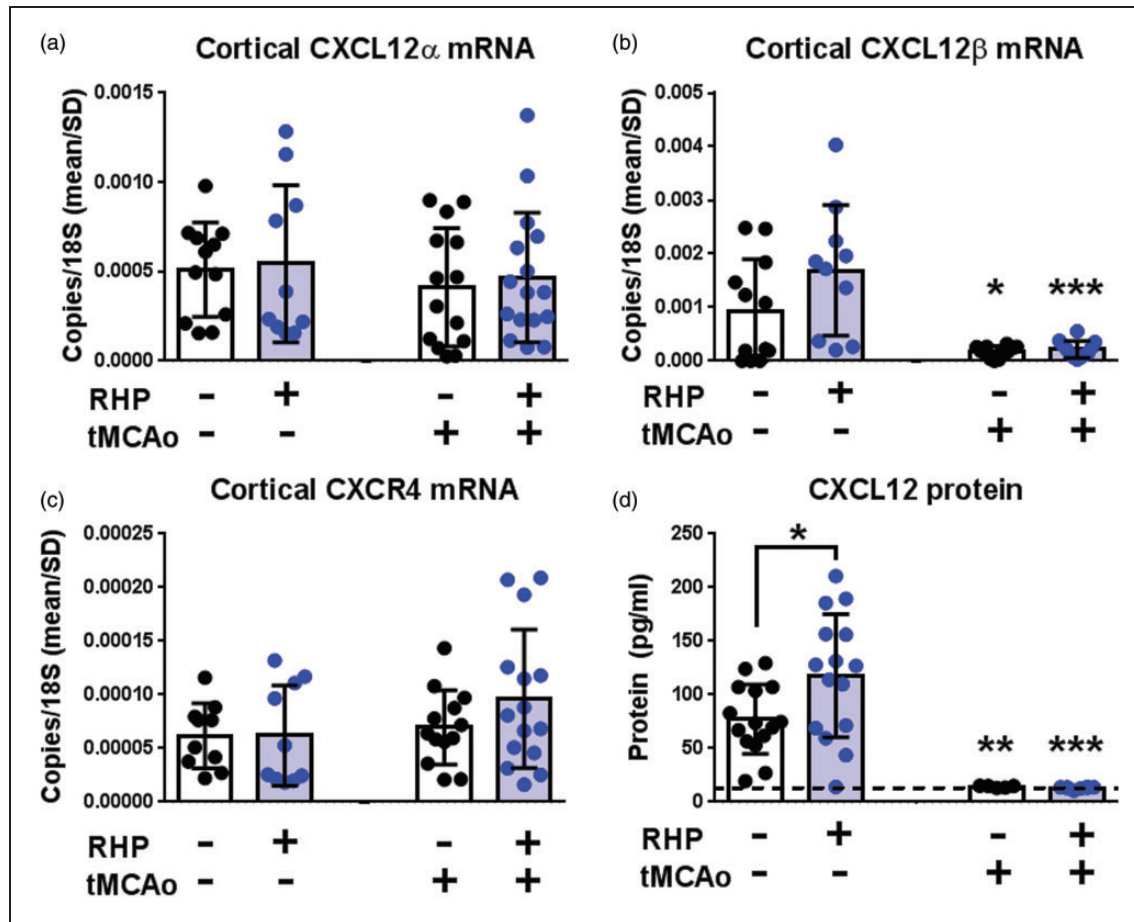 (a) Cortical CXCL12α mRNA
Copies/18S (mean/SD)
0.0015
0.0010
0.0005
0.0000
RHP - + - +
tMCAo - - + +
(b) Cortical CXCL12β mRNA
Copies/18S (mean/SD)
0.005
0.004
0.003
0.002
0.001
0.000
* ***
RHP - + - +
tMCAo - - + +
(c) Cortical CXCR4 mRNA
Copies/18S (mean/SD)
0.00025
0.00020
0.00015
0.00010
0.00005
0.00000
RHP - + - +
tMCAo - - + +
(d) CXCL12 protein
Protein (pg/ml)
250
200
150
100
50
0
*
** ***
RHP - + - +
tMCAo - - + +